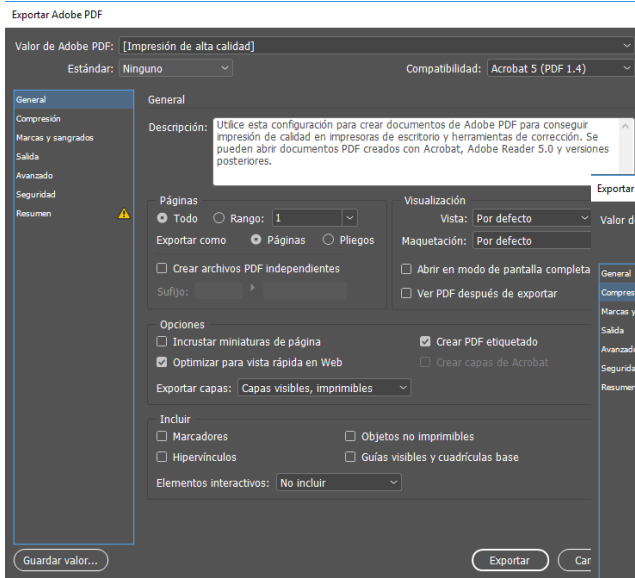 Exportar Adobe PDF
Valor de Adobe PDF: [Impresión de alta calidad]
Estándar: Ninguno Compatibilidad: Acrobat 5 (PDF 1.4)
General
Compresión
Marcas y sangrados
Salida
Avanzado
Seguridad
Resumen
General
Descripción: Utilice esta configuración para crear documentos de Adobe PDF para conseguir
impresión de calidad en impresoras de escritorio y herramientas de corrección. Se
pueden abrir documentos PDF creados con Acrobat, Adobe Reader 5.0 y versiones
posteriores.
Páginas
Todo Rango: 1
Exportar como Páginas Pliegos
Crear archivos PDF independientes
Sufijo:
Visualización
Vista: Por defecto
Maquetación: Por defecto
Abrir en modo de pantalla completa
Ver PDF después de exportar
Opciones
Incrustar miniaturas de página Crear PDF etiquetado
Optimizar para vista rápida en Web Crear capas de Acrobat
Exportar capas: Capas visibles, imprimibles
Incluir
Marcadores Objetos no imprimibles
Hipervínculos Guías visibles y cuadrículas base
Elementos interactivos: No incluir
Guardar valor... Exportar Can
Exportar
Valor d
General
Compres
Marcas y
Salida
Avanzado
Segurida
Resumen